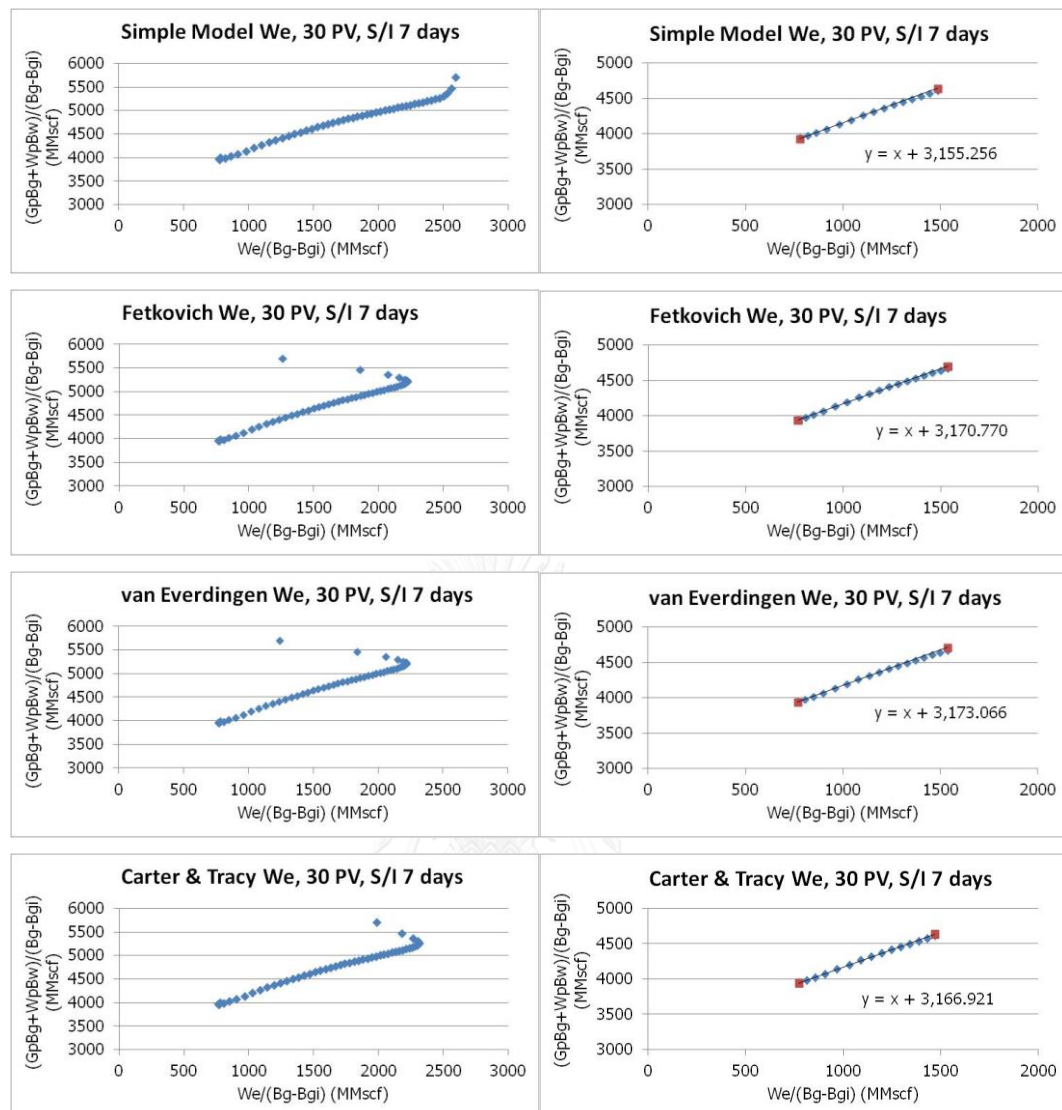 Simple Model We, 30 PV, S/I 7 days
(GpBg+WpBw)/(Bg-Bgi)
(MMscf)
6000
5500
5000
4500
4000
3500
3000
0 500 1000 1500 2000 2500 3000
We/(Bg-Bgi) (MMscf)
Simple Model We, 30 PV, S/I 7 days
(GpBg+WpBw)/(Bg-Bgi)
(MMscf)
5000
4500
4000
3500
3000
y = x + 3,155.256
0 500 1000 1500 2000
We/(Bg-Bgi) (MMscf)
Fetkovich We, 30 PV, S/I 7 days
(GpBg+WpBw)/(Bg-Bgi)
(MMscf)
6000
5500
5000
4500
4000
3500
3000
0 500 1000 1500 2000 2500 3000
We/(Bg-Bgi) (MMscf)
Fetkovich We, 30 PV, S/I 7 days
(GpBg+WpBw)/(Bg-Bgi)
(MMscf)
5000
4500
4000
3500
3000
y = x + 3,170.770
0 500 1000 1500 2000
We/(Bg-Bgi) (MMscf)
van Everdingen We, 30 PV, S/I 7 days
(GpBg+WpBw)/(Bg-Bgi)
(MMscf)
6000
5500
5000
4500
4000
3500
3000
0 500 1000 1500 2000 2500 3000
We/(Bg-Bgi) (MMscf)
van Everdingen We, 30 PV, S/I 7 days
(GpBg+WpBw)/(Bg-Bgi)
(MMscf)
5000
4500
4000
3500
3000
y = x + 3,173.066
0 500 1000 1500 2000
We/(Bg-Bgi) (MMscf)
Carter & Tracy We, 30 PV, S/I 7 days
(GpBg+WpBw)/(Bg-Bgi)
(MMscf)
6000
5500
5000
4500
4000
3500
3000
0 500 1000 1500 2000 2500 3000
We/(Bg-Bgi) (MMscf)
Carter & Tracy We, 30 PV, S/I 7 days
(GpBg+WpBw)/(Bg-Bgi)
(MMscf)
5000
4500
4000
3500
3000
y = x + 3,166.921
0 500 1000 1500 2000
We/(Bg-Bgi) (MMscf)